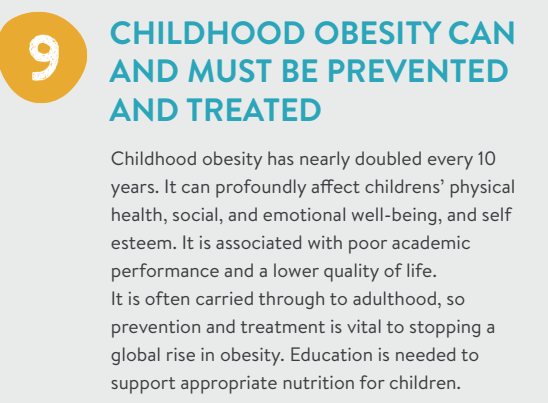 9
CHILDHOOD OBESITY CAN
AND MUST BE PREVENTED
AND TREATED
Childhood obesity has nearly doubled every 10
years. It can profoundly affect childrens’ physical
health, social, and emotional well-being, and self
esteem. It is associated with poor academic
performance and a lower quality of life.
It is often carried through to adulthood, so
prevention and treatment is vital to stopping a
global rise in obesity. Education is needed to
support appropriate nutrition for children.